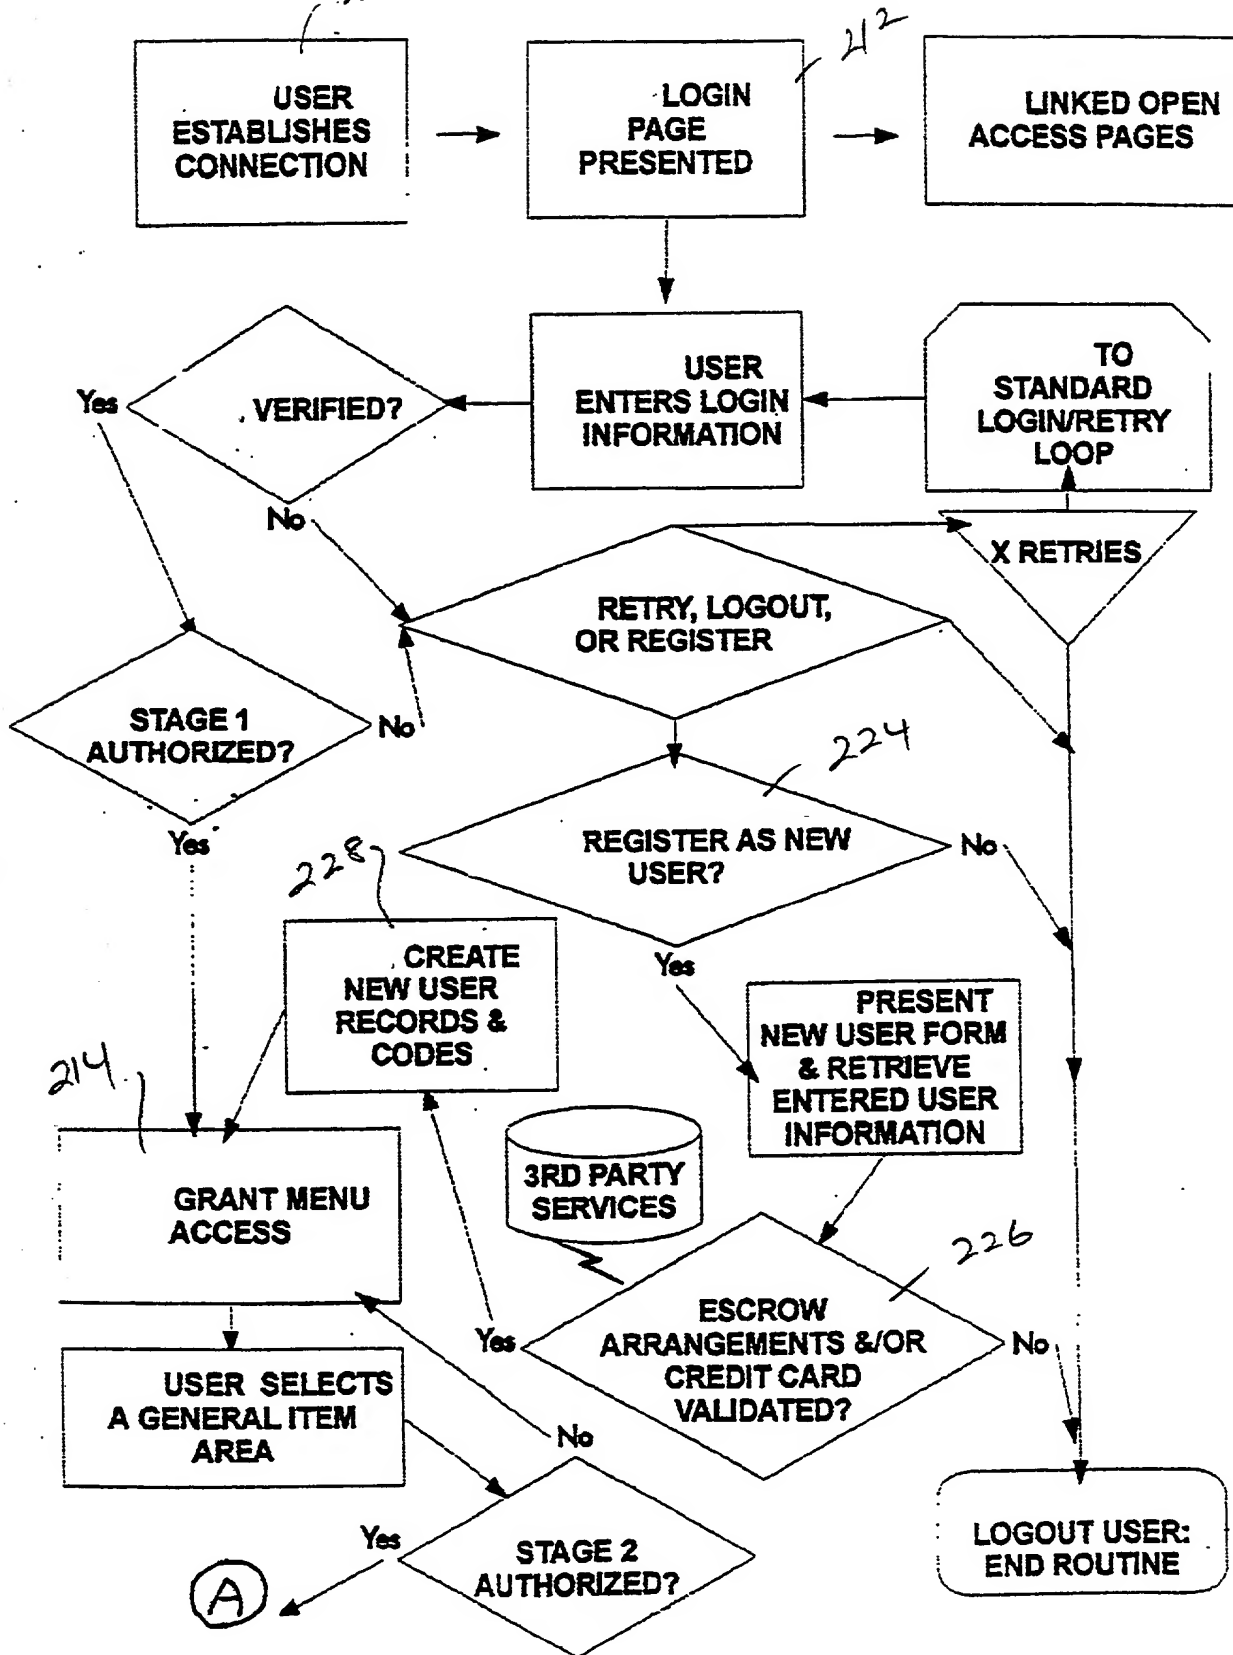 212
USER
ESTABLISHES
CONNECTION
LOGIN
PAGE
PRESENTED
LINKED OPEN
ACCESS PAGES
Yes
VERIFIED?
No
USER
ENTERS LOGIN
INFORMATION
TO
STANDARD
LOGIN/RETRY
LOOP
X RETRIES
RETRY, LOGOUT,
OR REGISTER
STAGE 1
AUTHORIZED?
No
Yes
224
REGISTER AS NEW
USER?
No
Yes
228
CREATE
NEW USER
RECORDS &
CODES
PRESENT
NEW USER FORM
& RETRIEVE
ENTERED USER
INFORMATION
214
GRANT MENU
ACCESS
3RD PARTY
SERVICES
226
ESCROW
ARRANGEMENTS &/OR
CREDIT CARD
VALIDATED?
Yes
No
USER SELECTS
A GENERAL ITEM
AREA
No
Yes
STAGE 2
AUTHORIZED?
A
LOGOUT USER:
END ROUTINE